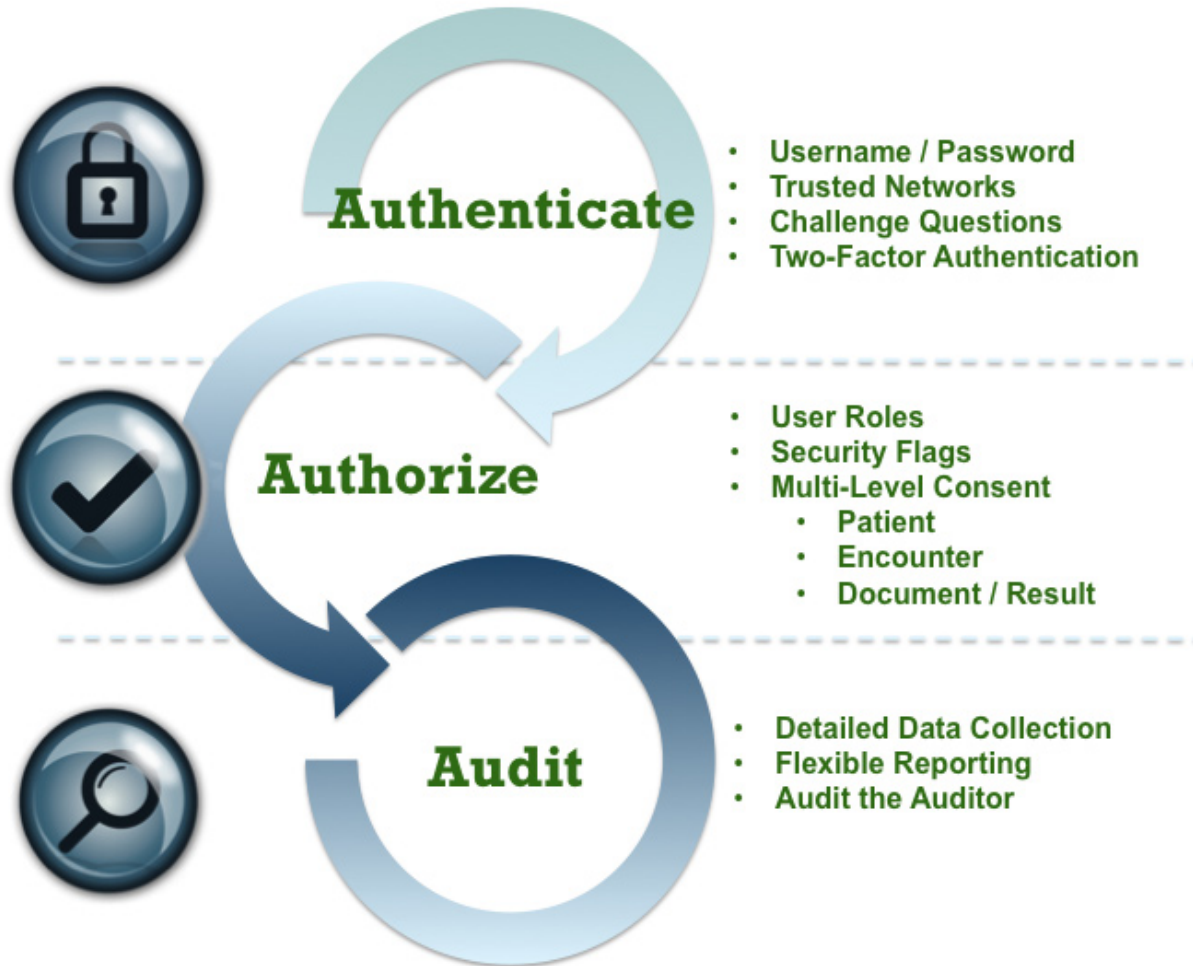 Authenticate
• Username / Password
• Trusted Networks
• Challenge Questions
• Two-Factor Authentication
Authorize
• User Roles
• Security Flags
• Multi-Level Consent
• Patient
• Encounter
• Document / Result
Audit
• Detailed Data Collection
• Flexible Reporting
• Audit the Auditor